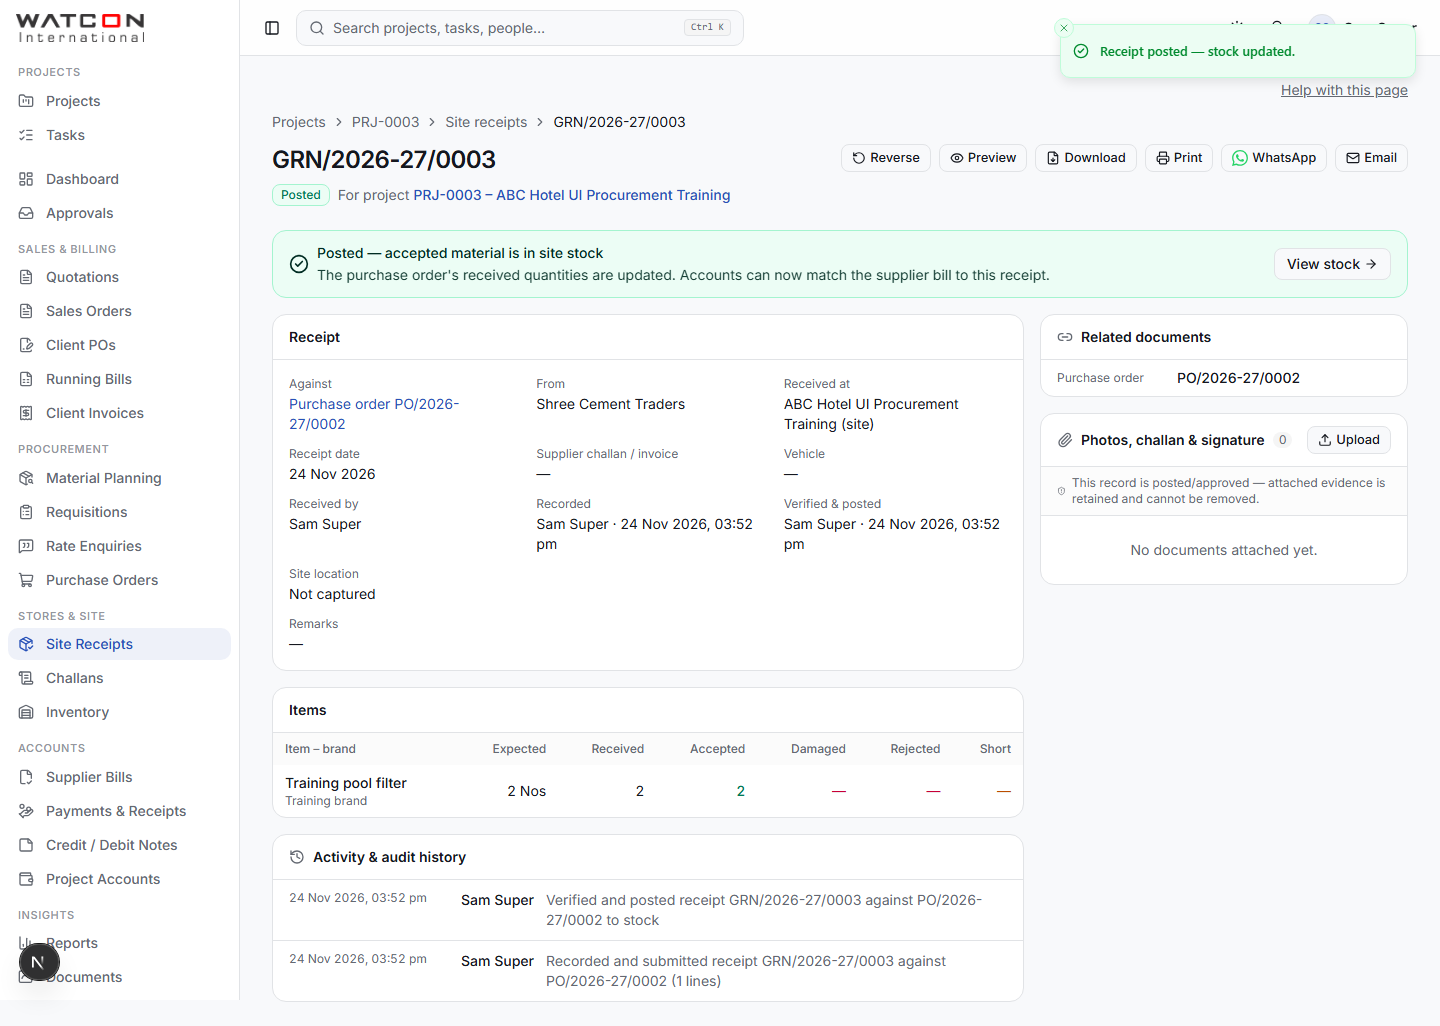 WATCON
International
PROJECTS
Projects
Tasks
Dashboard
Approvals
SALES & BILLING
Quotations
Sales Orders
Client POs
Running Bills
Client Invoices
PROCUREMENT
Material Planning
Requisitions
Rate Enquiries
Purchase Orders
STORES & SITE
Site Receipts
Challans
Inventory
ACCOUNTS
Supplier Bills
Payments & Receipts
Credit / Debit Notes
Project Accounts
INSIGHTS
Reports
Documents
N
Search projects, tasks, people... Ctrl K
Receipt posted — stock updated.
Help with this page
Projects > PRJ-0003 > Site receipts > GRN/2026-27/0003
GRN/2026-27/0003
Reverse Preview Download Print WhatsApp Email
Posted For project PRJ-0003 – ABC Hotel UI Procurement Training
Posted — accepted material is in site stock
The purchase order's received quantities are updated. Accounts can now match the supplier bill to this receipt.
View stock →
Receipt
Against From Received at
Purchase order PO/2026- Shree Cement Traders ABC Hotel UI Procurement
27/0002 Training (site)
Receipt date Supplier challan / invoice Vehicle
24 Nov 2026 — —
Received by Recorded Verified & posted
Sam Super Sam Super · 24 Nov 2026, 03:52 Sam Super · 24 Nov 2026, 03:52
pm pm
Site location
Not captured
Remarks
—
Items
Item – brand Expected Received Accepted Damaged Rejected Short
Training pool filter 2 Nos 2 2 — — —
Training brand
Activity & audit history
24 Nov 2026, 03:52 pm Sam Super Verified and posted receipt GRN/2026-27/0003 against PO/2026-
27/0002 to stock
24 Nov 2026, 03:52 pm Sam Super Recorded and submitted receipt GRN/2026-27/0003 against
PO/2026-27/0002 (1 lines)
Related documents
Purchase order PO/2026-27/0002
Photos, challan & signature 0 Upload
This record is posted/approved — attached evidence is
retained and cannot be removed.
No documents attached yet.